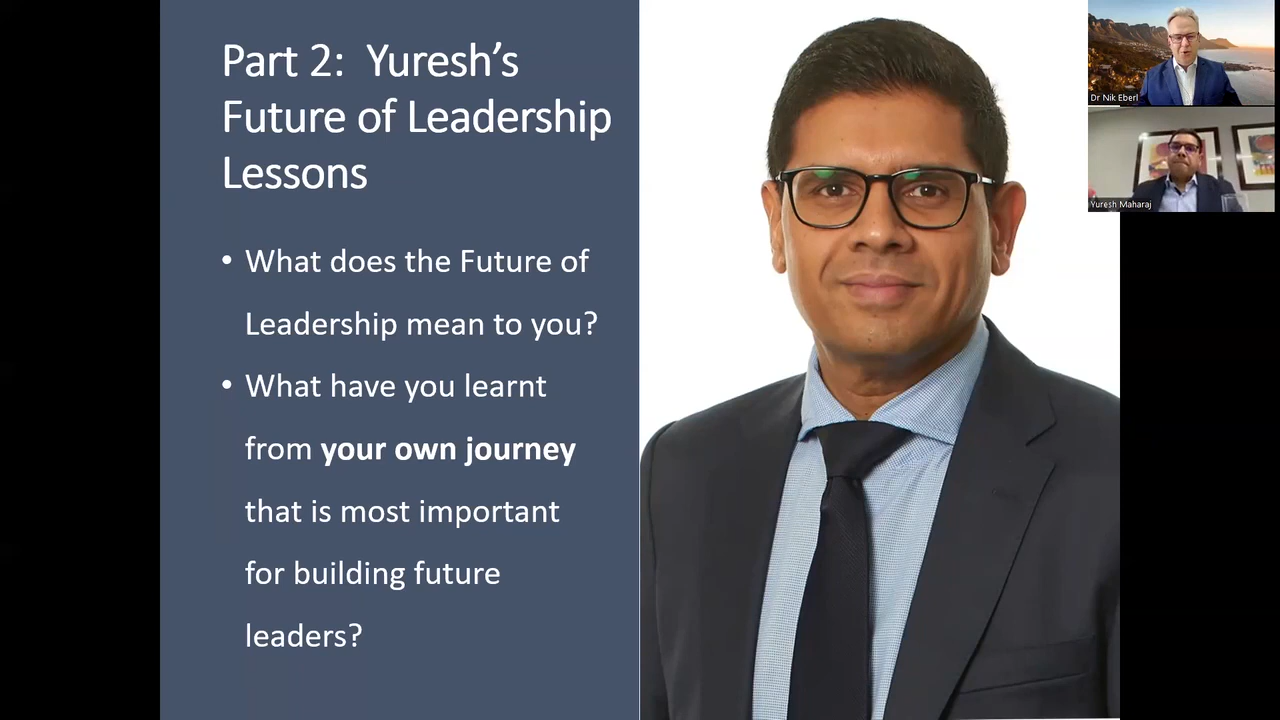 Part 2:  Yuresh's
Future of Leadership
Lessons
• What does the Future of
Leadership mean to you?
• What have you learnt
from your own journey
that is most important
for building future
leaders?
Dr Nik Eberl
Yuresh Maharaj